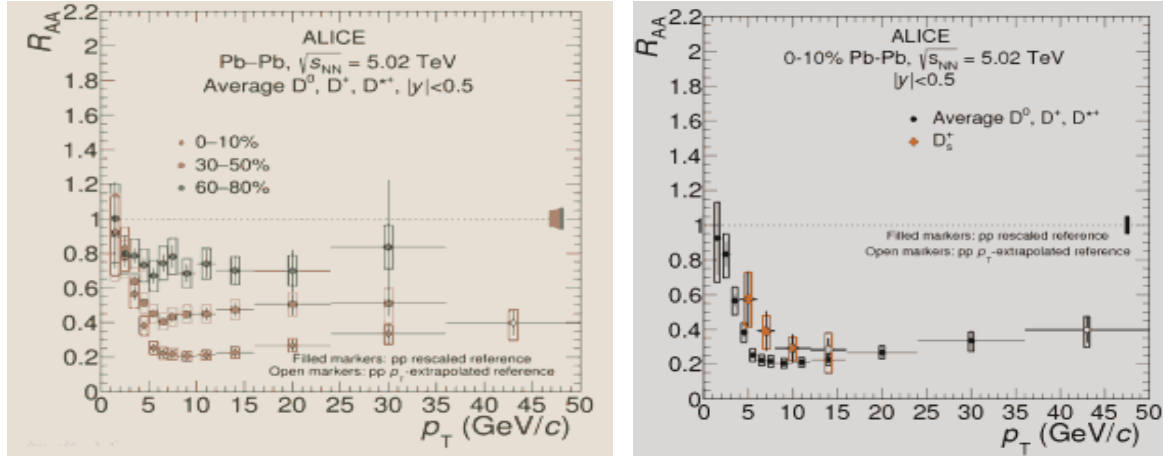 R_AA
2.2
2
1.8
1.6
1.4
1.2
1
0.8
0.6
0.4
0.2
0
ALICE
Pb–Pb, √s_NN = 5.02 TeV
Average D⁰, D⁺, D*⁺, |y|<0.5
0–10%
30–50%
60–80%
Filled markers: pp rescaled reference
Open markers: pp p_T-extrapolated reference
0 5 10 15 20 25 30 35 40 45 50
p_T (GeV/c)
R_AA
2.2
2
1.8
1.6
1.4
1.2
1
0.8
0.6
0.4
0.2
0
ALICE
0-10% Pb-Pb, √s_NN = 5.02 TeV
|y|<0.5
Average D⁰, D⁺, D*⁺
D_s⁺
Filled markers: pp rescaled reference
Open markers: pp p_T-extrapolated reference
0 5 10 15 20 25 30 35 40 45 50
p_T (GeV/c)